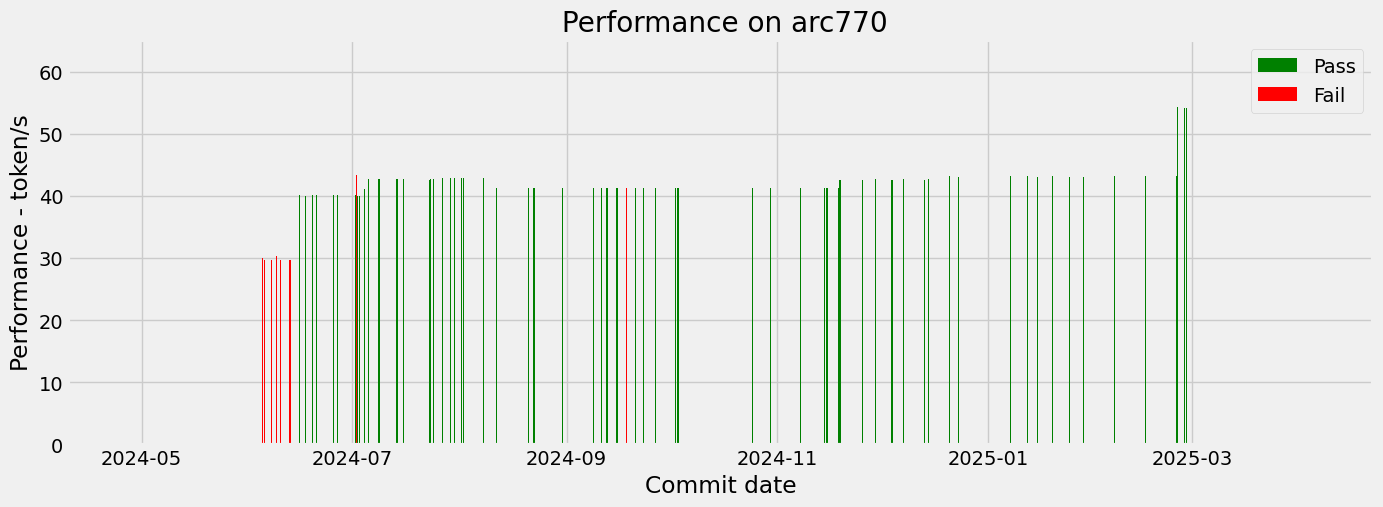 Performance on arc770
Pass
Fail
Performance - token/s
60
50
40
30
20
10
0
2024-05
2024-07
2024-09
2024-11
2025-01
2025-03
Commit date